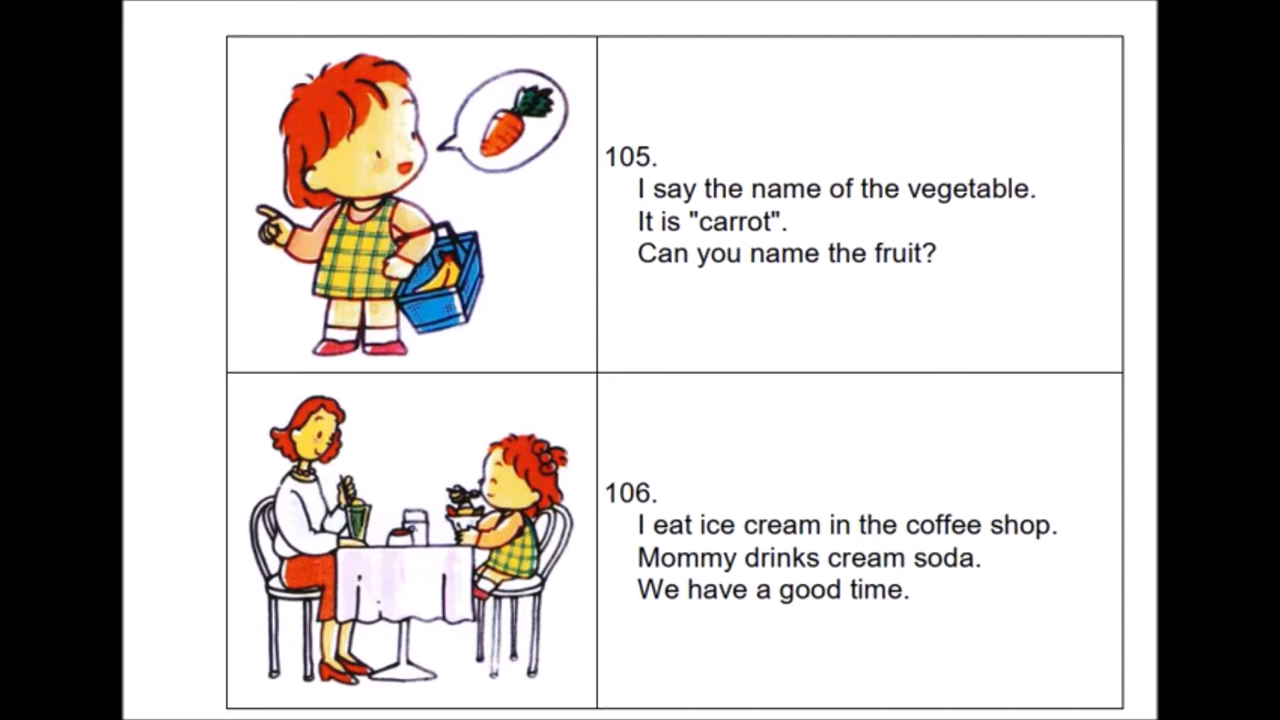 105.
I say the name of the vegetable.
It is "carrot".
Can you name the fruit?
106.
I eat ice cream in the coffee shop.
Mommy drinks cream soda.
We have a good time.